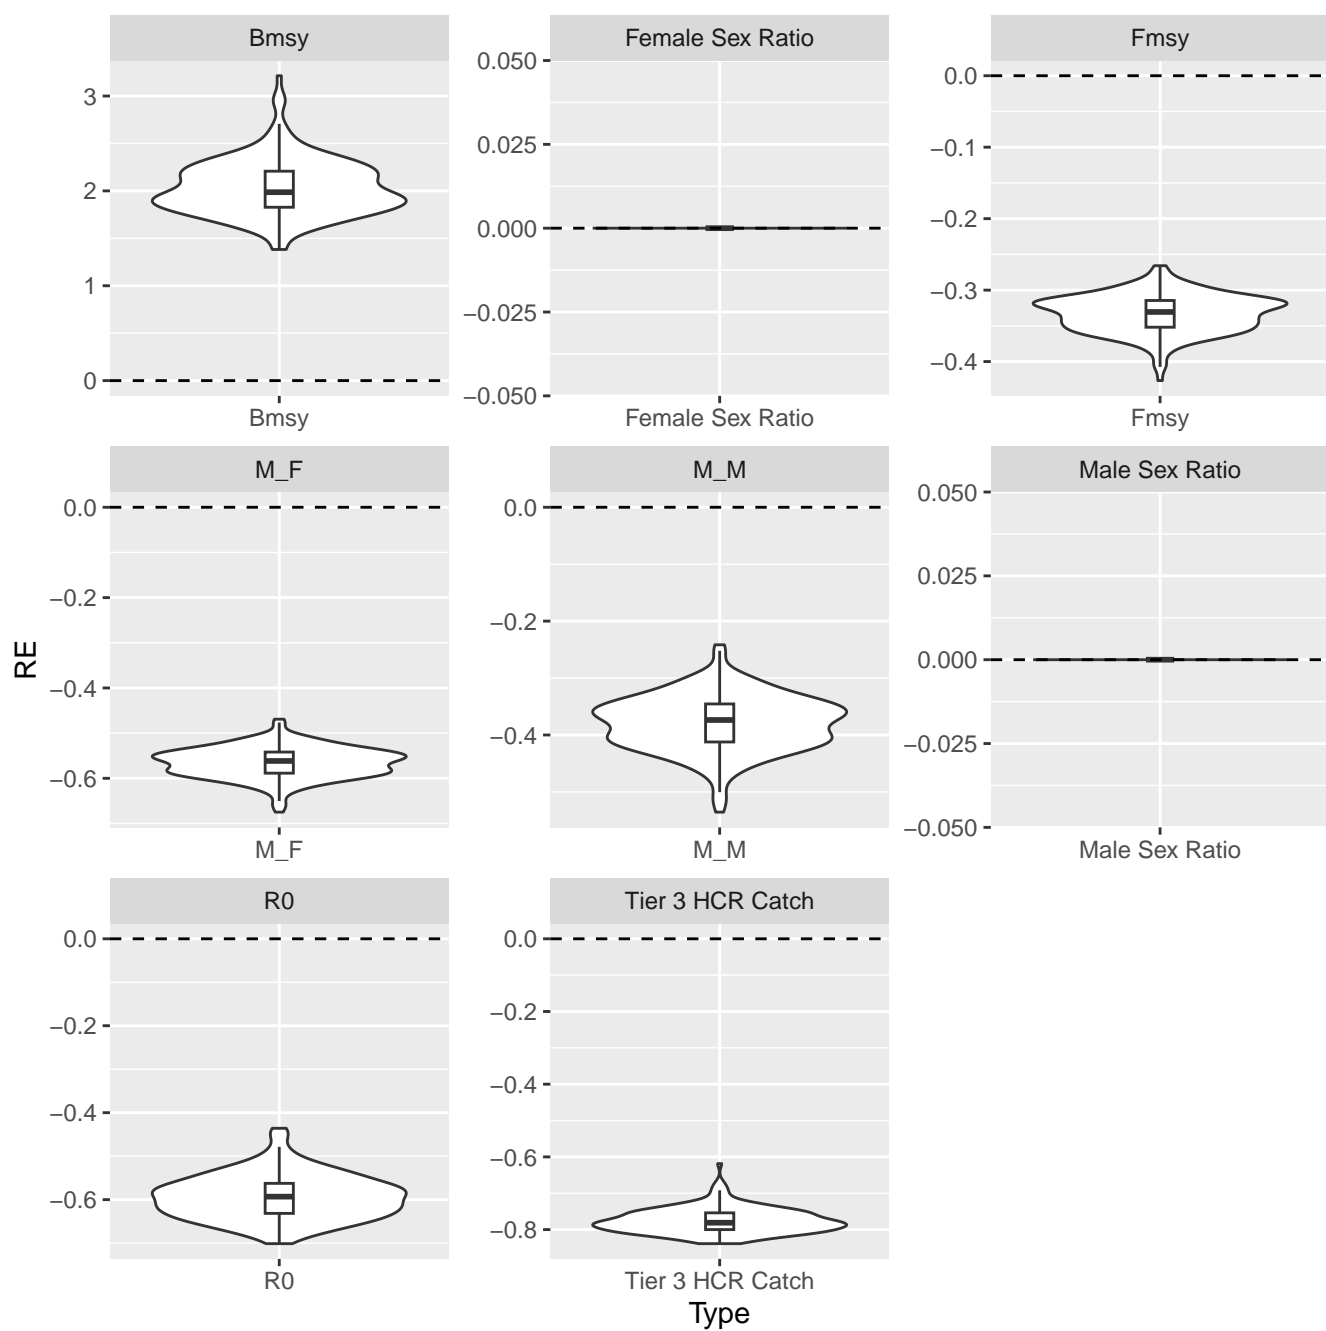 Bmsy
Female Sex Ratio
Fmsy
3
2
1
0
0.050
0.025
0.000
−0.025
−0.050
0.0
−0.1
−0.2
−0.3
−0.4
Bmsy
Female Sex Ratio
Fmsy
M_F
M_M
Male Sex Ratio
0.0
−0.2
−0.4
−0.6
0.0
−0.2
−0.4
0.050
0.025
0.000
−0.025
−0.050
M_F
M_M
Male Sex Ratio
RE
R0
Tier 3 HCR Catch
0.0
−0.2
−0.4
−0.6
0.0
−0.2
−0.4
−0.6
−0.8
R0
Tier 3 HCR Catch
Type